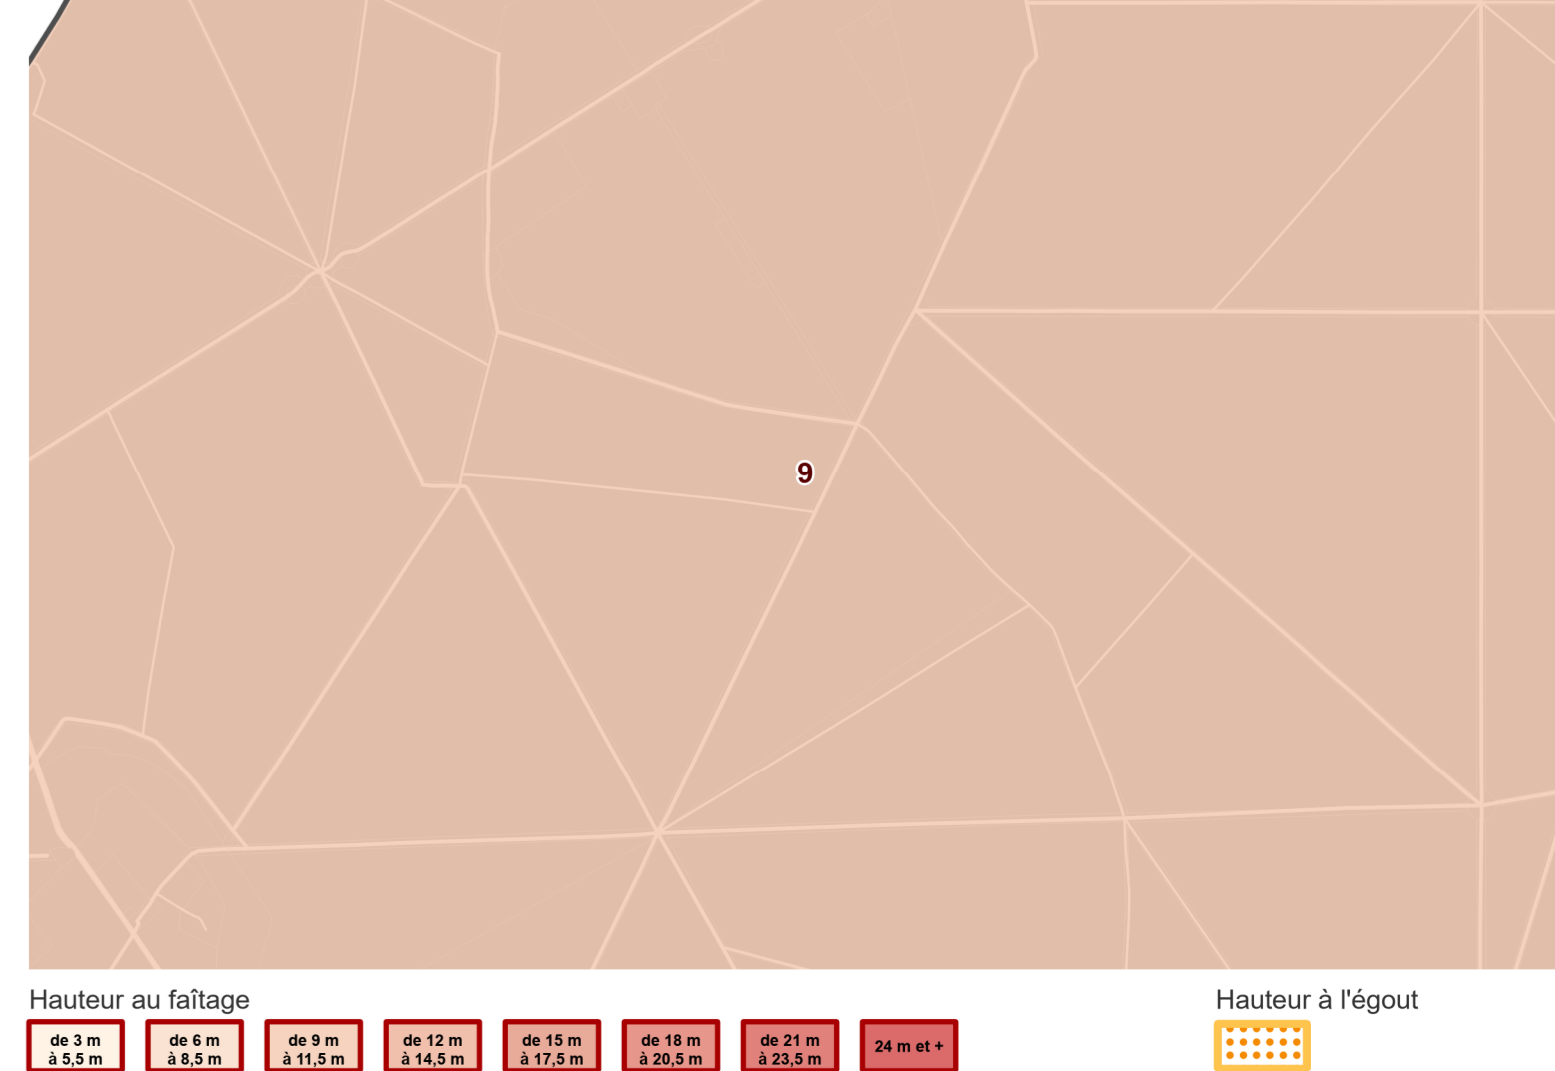 9
Hauteur au faîtage
Hauteur à l'égout
de 3 m
à 5,5 m
de 6 m
à 8,5 m
de 9 m
à 11,5 m
de 12 m
à 14,5 m
de 15 m
à 17,5 m
de 18 m
à 20,5 m
de 21 m
à 23,5 m
24 m et +